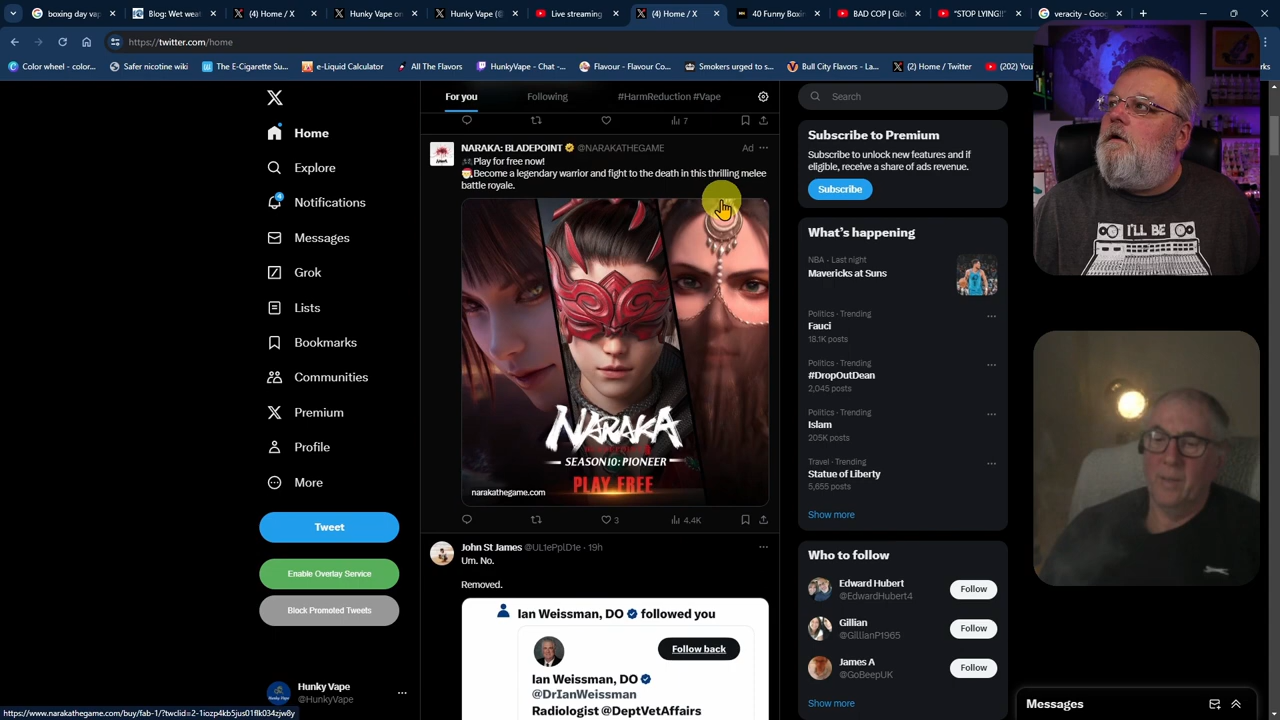 boxing day vap
Blog: Wet weat
(4) Home / X
Hunky Vape on
Hunky Vape (@
Live streaming
(4) Home / X
40 Funny Boxin
BAD COP | Glo
"STOP LYING!!
veracity - Goo
https://twitter.com/home
Color wheel - color...
Safer nicotine wiki
The E-Cigarette Su...
e-Liquid Calculator
All The Flavors
HunkyVape - Chat -...
Flavour – Flavour Co...
Smokers urged to s...
Bull City Flavors - La...
(2) Home / Twitter
(202) You
rks
Home
Explore
Notifications
4
Messages
Grok
Lists
Bookmarks
Communities
Premium
Profile
More
Tweet
Enable Overlay Service
Block Promoted Tweets
Hunky Vape
@HunkyVape
For you
Following
#HarmReduction #Vape
7
NARAKA: BLADEPOINT @NARAKATHEGAME
Ad
Play for free now!
Become a legendary warrior and fight to the death in this thrilling melee
battle royale.
NARAKA
SEASON10: PIONEER
PLAY FREE
narakathegame.com
3
4.4K
John St James @UL1ePplD1e · 19h
Um. No.
Removed.
Ian Weissman, DO followed you
Follow back
Ian Weissman, DO
@DrIanWeissman
Radiologist @DeptVetAffairs
Search
Subscribe to Premium
Subscribe to unlock new features and if
eligible, receive a share of ads revenue.
Subscribe
What's happening
NBA · Last night
Mavericks at Suns
Politics · Trending
Fauci
18.1K posts
Politics · Trending
#DropOutDean
2,045 posts
Politics · Trending
Islam
205K posts
Travel · Trending
Statue of Liberty
5,655 posts
Show more
Who to follow
Edward Hubert
@EdwardHubert4
Follow
Gillian
@GillianP1965
Follow
James A
@GoBeepUK
Follow
Show more
Messages
I'LL BE